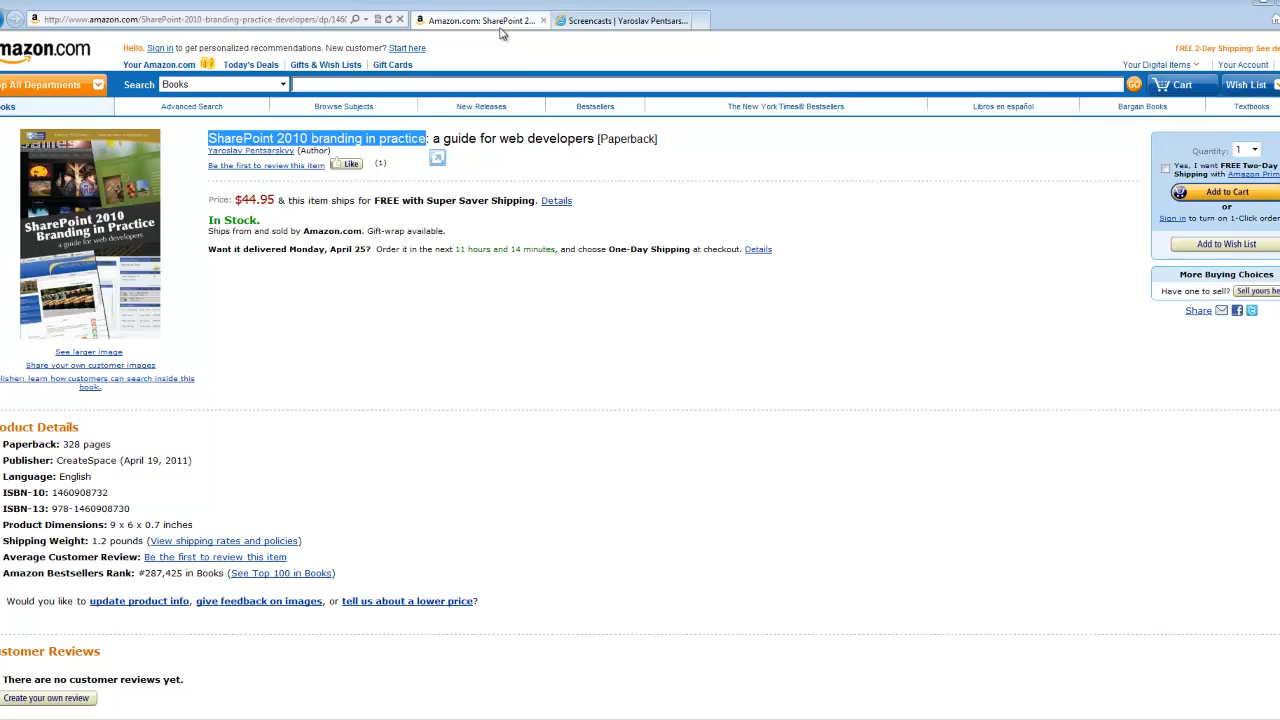 http://www.amazon.com/SharePoint-2010-branding-practice-developers/dp/146
Amazon.com: SharePoint 2...
Screencasts | Yaroslav Pentsars...
amazon.com
Hello. Sign in to get personalized recommendations. New customer? Start here.
FREE 2-Day Shipping: See de
Your Amazon.com
Today's Deals
Gifts & Wish Lists
Gift Cards
Your Digital Items
Your Account
op All Departments
Search
Books
GO
Cart
Wish List
ooks
Advanced Search
Browse Subjects
New Releases
Bestsellers
The New York Times® Bestsellers
Libros en español
Bargain Books
Textbooks
SharePoint 2010 branding in practice: a guide for web developers [Paperback]
Yaroslav Pentsarskyy (Author)
Be the first to review this item
Like
(1)
Price: $44.95 & this item ships for FREE with Super Saver Shipping. Details
In Stock.
Ships from and sold by Amazon.com. Gift-wrap available.
Want it delivered Monday, April 25? Order it in the next 11 hours and 14 minutes, and choose One-Day Shipping at checkout. Details
SharePoint 2010
Branding in Practice
a guide for web developers
Quantity: 1
Yes, I want FREE Two-Day
Shipping with Amazon Prim
Add to Cart
or
Sign in to turn on 1-Click order
Add to Wish List
More Buying Choices
Have one to sell? Sell yours he
Share
See larger image
Share your own customer images
blisher: learn how customers can search inside this
book.
oduct Details
Paperback: 328 pages
Publisher: CreateSpace (April 19, 2011)
Language: English
ISBN-10: 1460908732
ISBN-13: 978-1460908730
Product Dimensions: 9 x 6 x 0.7 inches
Shipping Weight: 1.2 pounds (View shipping rates and policies)
Average Customer Review: Be the first to review this item
Amazon Bestsellers Rank: #287,425 in Books (See Top 100 in Books)
Would you like to update product info, give feedback on images, or tell us about a lower price?
ustomer Reviews
There are no customer reviews yet.
Create your own review